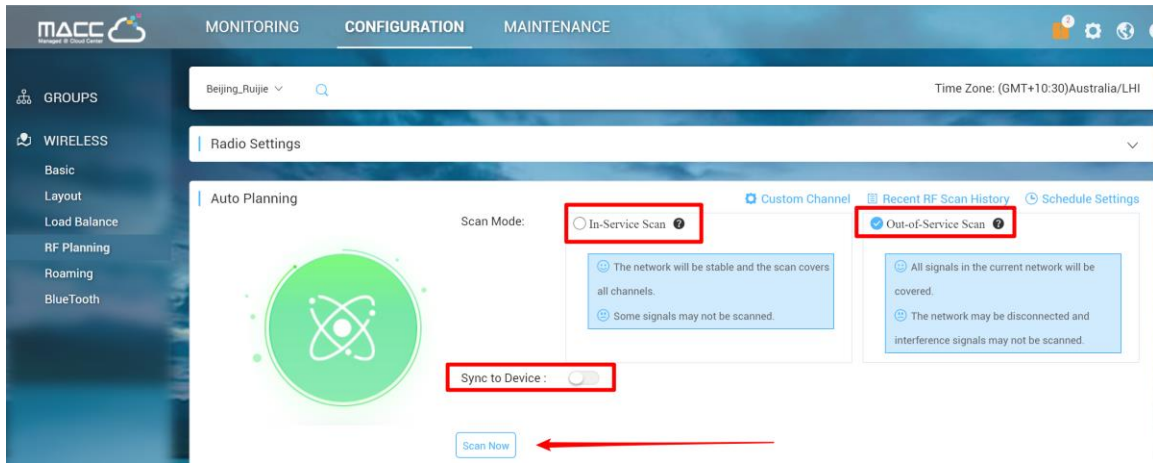 MACC
Managed @ Cloud Center
MONITORING CONFIGURATION MAINTENANCE
2
GROUPS
WIRELESS
Basic
Layout
Load Balance
RF Planning
Roaming
BlueTooth
Beijing_Ruijie
Time Zone: (GMT+10:30)Australia/LHI
Radio Settings
Auto Planning
Custom Channel Recent RF Scan History Schedule Settings
Scan Mode:
In-Service Scan ?
The network will be stable and the scan covers
all channels.
Some signals may not be scanned.
Out-of-Service Scan ?
All signals in the current network will be
covered.
The network may be disconnected and
interference signals may not be scanned.
Sync to Device :
Scan Now